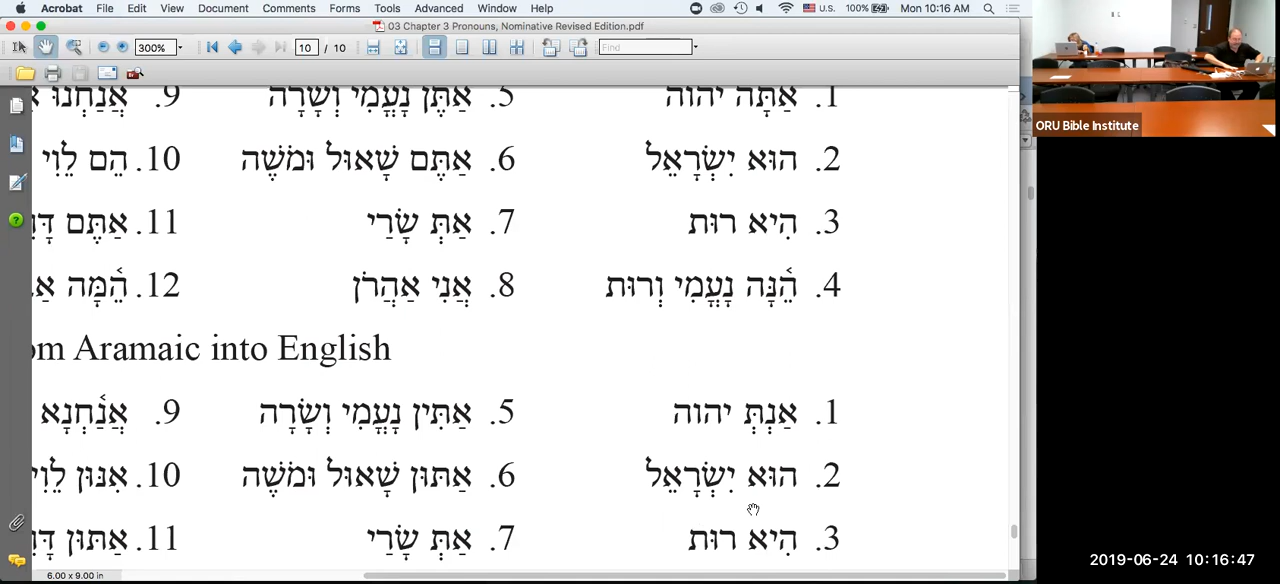 Acrobat File Edit View Document Comments Forms Tools Advanced Window Help U.S. 100% Mon 10:16 AM
03 Chapter 3 Pronouns, Nominative Revised Edition.pdf
300% 10 / 10 Find
1. אַתָּה יהוה 5. אַתֶּן נָעֳמִי וְשָׂרָה 9. אֲנַחְנוּ
2. הוּא יִשְׂרָאֵל 6. אַתֶּם שָׁאוּל וּמֹשֶׁה 10. הֵם לֵוִי
3. הִיא רוּת 7. אַתְּ שָׂרַי 11. אַתֶּם
4. הֵ֫נָּה נָעֳמִי וְרוּת 8. אֲנִי אַהֲרֹן 12. הֵ֫מָּה
om Aramaic into English
1. אַנְתְּ יהוה 5. אַתִּין נָעֳמִי וְשָׂרָה 9. אֲנַ֫חְנָא
2. הוּא יִשְׂרָאֵל 6. אַתּוּן שָׁאוּל וּמֹשֶׁה 10. אִנּוּן לֵוִי
3. הִיא רוּת 7. אַתְּ שָׂרַי 11. אַתּוּן
6.00 x 9.00 in
ORU Bible Institute
2019-06-24 10:16:47